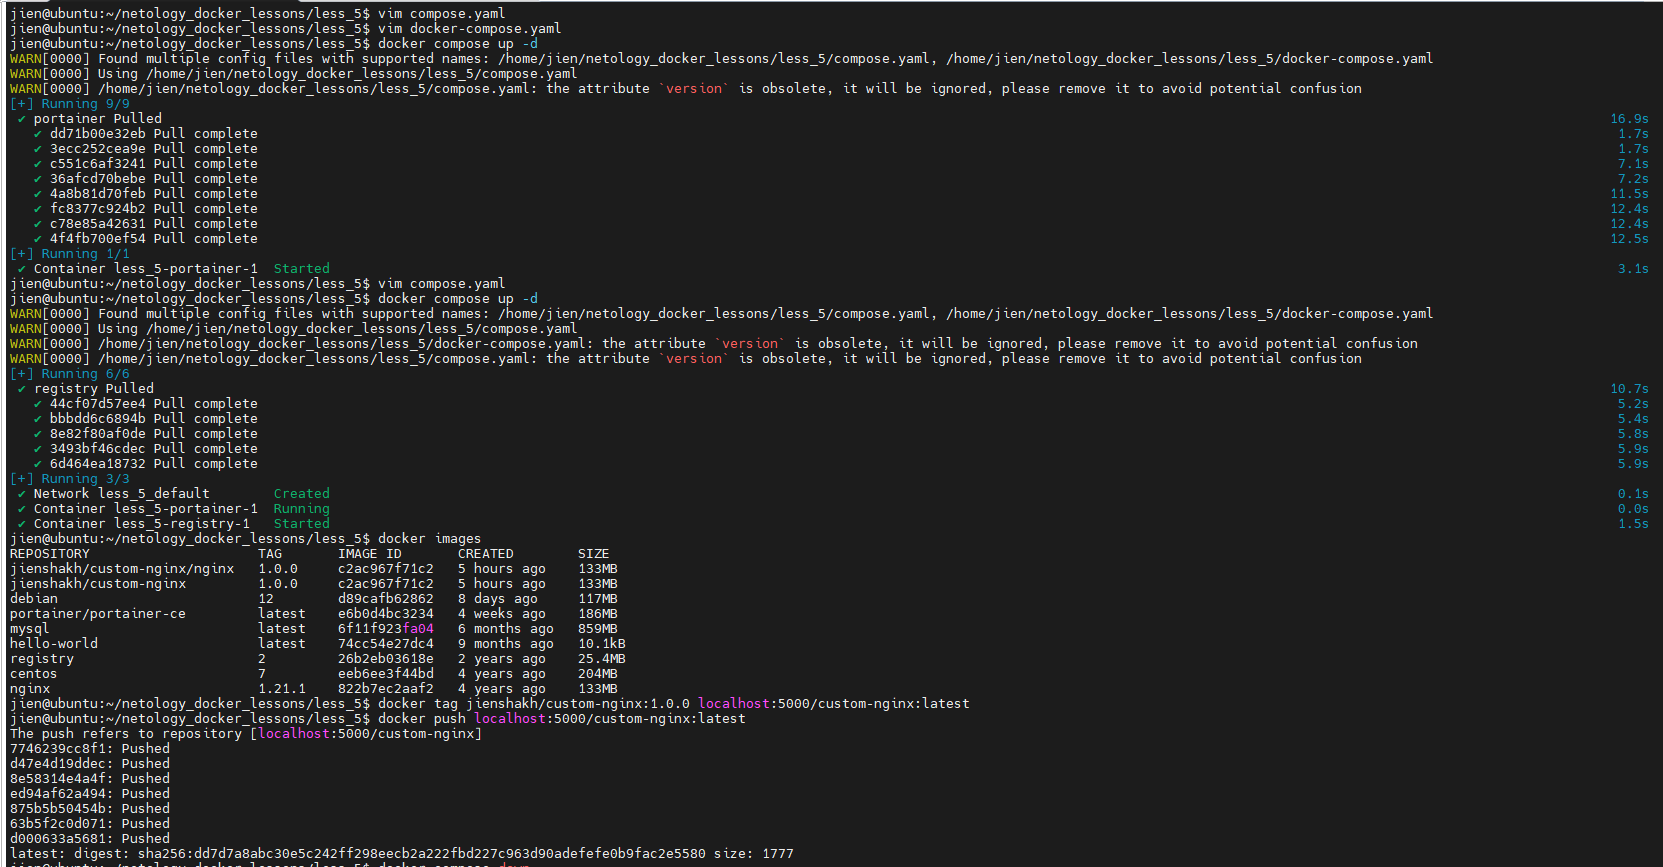 jien@ubuntu:~/netology_docker_lessons/less_5$ vim compose.yaml
jien@ubuntu:~/netology_docker_lessons/less_5$ vim docker-compose.yaml
jien@ubuntu:~/netology_docker_lessons/less_5$ docker compose up -d
WARN[0000] Found multiple config files with supported names: /home/jien/netology_docker_lessons/less_5/compose.yaml, /home/jien/netology_docker_lessons/less_5/docker-compose.yaml
WARN[0000] Using /home/jien/netology_docker_lessons/less_5/compose.yaml
WARN[0000] /home/jien/netology_docker_lessons/less_5/compose.yaml: the attribute `version` is obsolete, it will be ignored, please remove it to avoid potential confusion
[+] Running 9/9
✔ portainer Pulled 16.9s
✔ dd71b00e32eb Pull complete 1.7s
✔ 3ecc252cea9e Pull complete 1.7s
✔ c551c6af3241 Pull complete 7.1s
✔ 36afcd70bebe Pull complete 7.2s
✔ 4a8b81d70feb Pull complete 11.5s
✔ fc8377c924b2 Pull complete 12.4s
✔ c78e85a42631 Pull complete 12.4s
✔ 4f4fb700ef54 Pull complete 12.5s
[+] Running 1/1
✔ Container less_5-portainer-1 Started 3.1s
jien@ubuntu:~/netology_docker_lessons/less_5$ vim compose.yaml
jien@ubuntu:~/netology_docker_lessons/less_5$ docker compose up -d
WARN[0000] Found multiple config files with supported names: /home/jien/netology_docker_lessons/less_5/compose.yaml, /home/jien/netology_docker_lessons/less_5/docker-compose.yaml
WARN[0000] Using /home/jien/netology_docker_lessons/less_5/compose.yaml
WARN[0000] /home/jien/netology_docker_lessons/less_5/docker-compose.yaml: the attribute `version` is obsolete, it will be ignored, please remove it to avoid potential confusion
WARN[0000] /home/jien/netology_docker_lessons/less_5/compose.yaml: the attribute `version` is obsolete, it will be ignored, please remove it to avoid potential confusion
[+] Running 6/6
✔ registry Pulled 10.7s
✔ 44cf07d57ee4 Pull complete 5.2s
✔ bbbdd6c6894b Pull complete 5.4s
✔ 8e82f80af0de Pull complete 5.8s
✔ 3493bf46cdec Pull complete 5.9s
✔ 6d464ea18732 Pull complete 5.9s
[+] Running 3/3
✔ Network less_5_default Created 0.1s
✔ Container less_5-portainer-1 Running 0.0s
✔ Container less_5-registry-1 Started 1.5s
jien@ubuntu:~/netology_docker_lessons/less_5$ docker images
REPOSITORY TAG IMAGE ID CREATED SIZE
jienshakh/custom-nginx/nginx 1.0.0 c2ac967f71c2 5 hours ago 133MB
jienshakh/custom-nginx 1.0.0 c2ac967f71c2 5 hours ago 133MB
debian 12 d89cafb62862 8 days ago 117MB
portainer/portainer-ce latest e6b0d4bc3234 4 weeks ago 186MB
mysql latest 6f11f923fa04 6 months ago 859MB
hello-world latest 74cc54e27dc4 9 months ago 10.1kB
registry 2 26b2eb03618e 2 years ago 25.4MB
centos 7 eeb6ee3f44bd 4 years ago 204MB
nginx 1.21.1 822b7ec2aaf2 4 years ago 133MB
jien@ubuntu:~/netology_docker_lessons/less_5$ docker tag jienshakh/custom-nginx:1.0.0 localhost:5000/custom-nginx:latest
jien@ubuntu:~/netology_docker_lessons/less_5$ docker push localhost:5000/custom-nginx:latest
The push refers to repository [localhost:5000/custom-nginx]
7746239cc8f1: Pushed
d47e4d19ddec: Pushed
8e58314e4a4f: Pushed
ed94af62a494: Pushed
875b5b50454b: Pushed
63b5f2c0d071: Pushed
d000633a5681: Pushed
latest: digest: sha256:dd7d7a8abc30e5c242ff298eecb2a222fbd227c963d90adefefe0b9fac2e5580 size: 1777